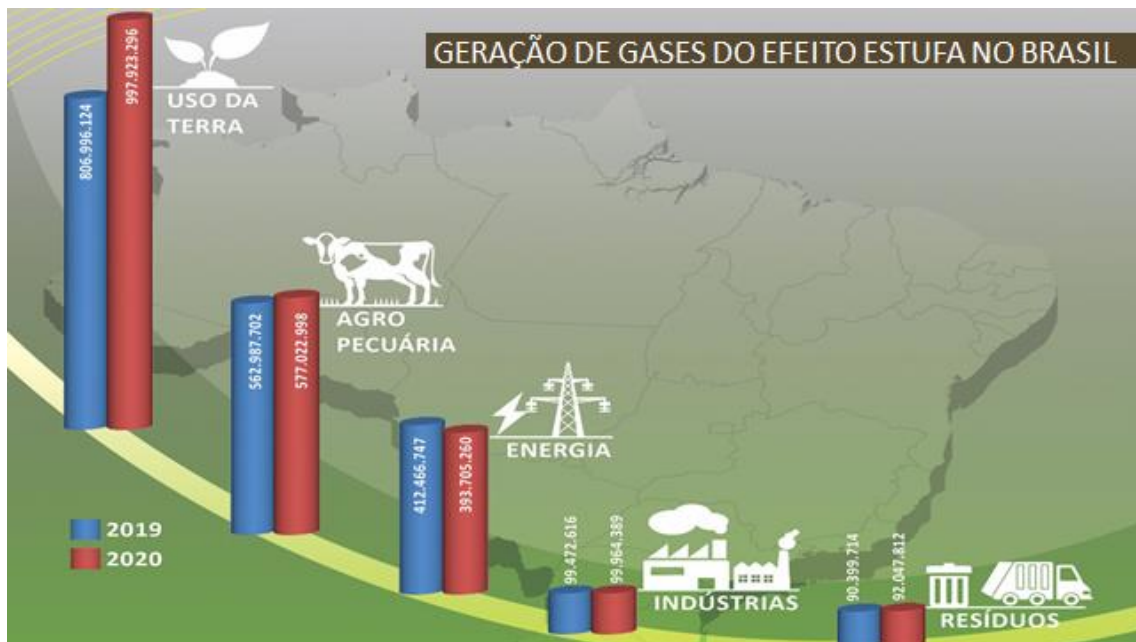 GERAÇÃO DE GASES DO EFEITO ESTUFA NO BRASIL
806.996.124
997.923.296
USO DA
TERRA
562.987.702
577.022.998
AGRO
PECUÁRIA
412.466.747
393.705.260
ENERGIA
99.472.616
99.964.389
INDÚSTRIAS
90.399.714
92.047.812
RESÍDUOS
2019
2020